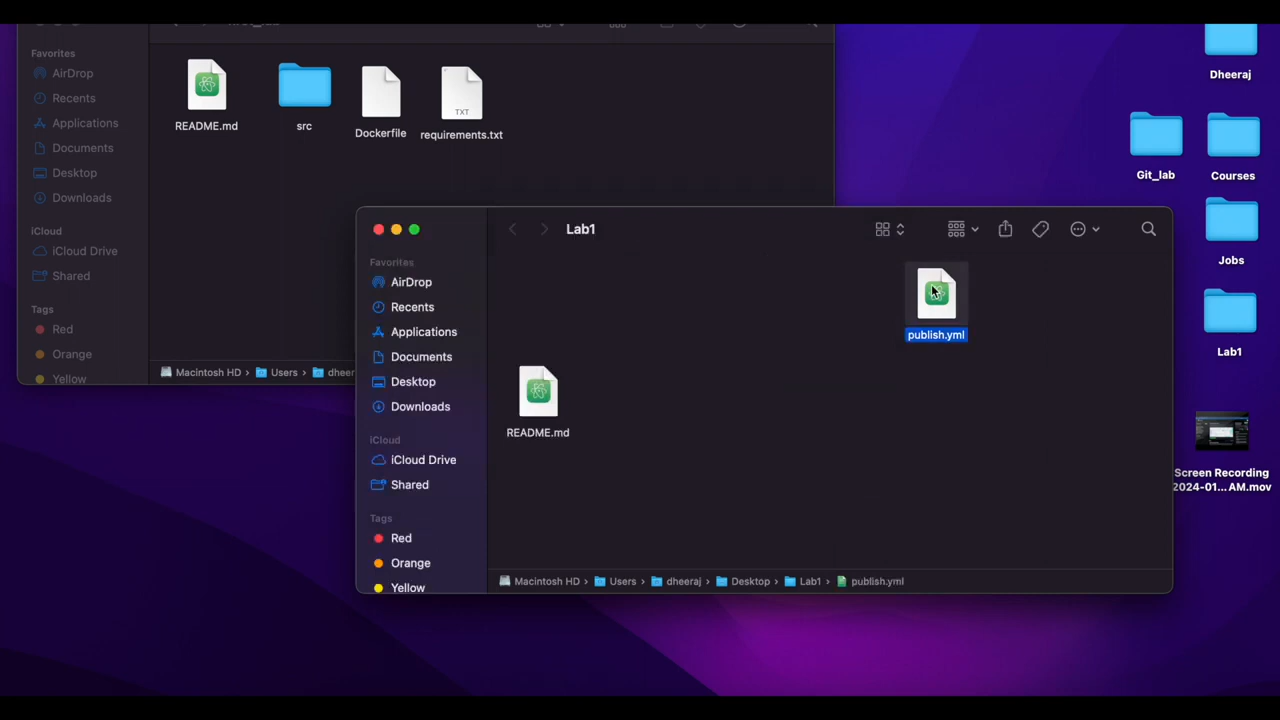 Favorites
AirDrop
Recents
Applications
Documents
Desktop
Downloads
iCloud
iCloud Drive
Shared
Tags
Red
Orange
Yellow
README.md
src
Dockerfile
TXT
requirements.txt
Macintosh HD › Users ›
Lab1
Favorites
AirDrop
Recents
Applications
Documents
Desktop
Downloads
iCloud
iCloud Drive
Shared
Tags
Red
Orange
Yellow
publish.yml
README.md
Macintosh HD › Users › dheeraj › Desktop › Lab1 › publish.yml
Dheeraj
Git_lab
Courses
Jobs
Lab1
Screen Recording
2024-01...AM.mov